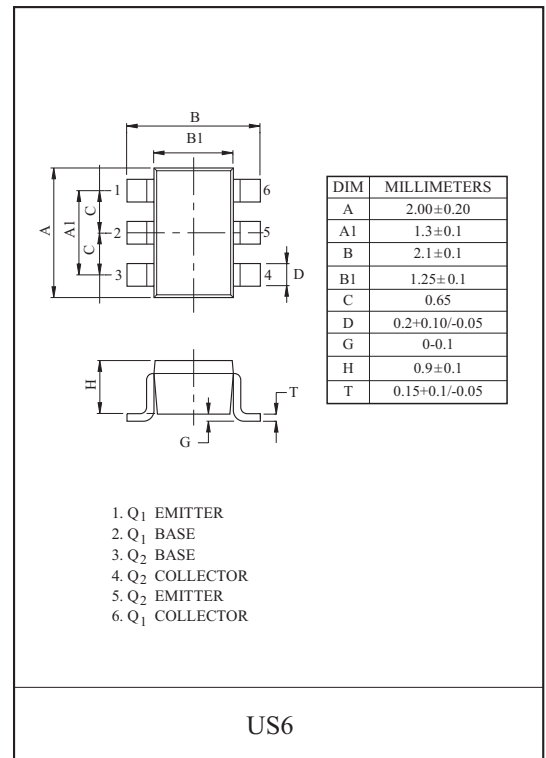 B
B1
1
6
A
A1
C
2
5
C
3
4
D
H
T
G
DIM MILLIMETERS
A 2.00±0.20
A1 1.3±0.1
B 2.1±0.1
B1 1.25±0.1
C 0.65
D 0.2+0.10/-0.05
G 0-0.1
H 0.9±0.1
T 0.15+0.1/-0.05
1. Q1 EMITTER
2. Q1 BASE
3. Q2 BASE
4. Q2 COLLECTOR
5. Q2 EMITTER
6. Q1 COLLECTOR
US6